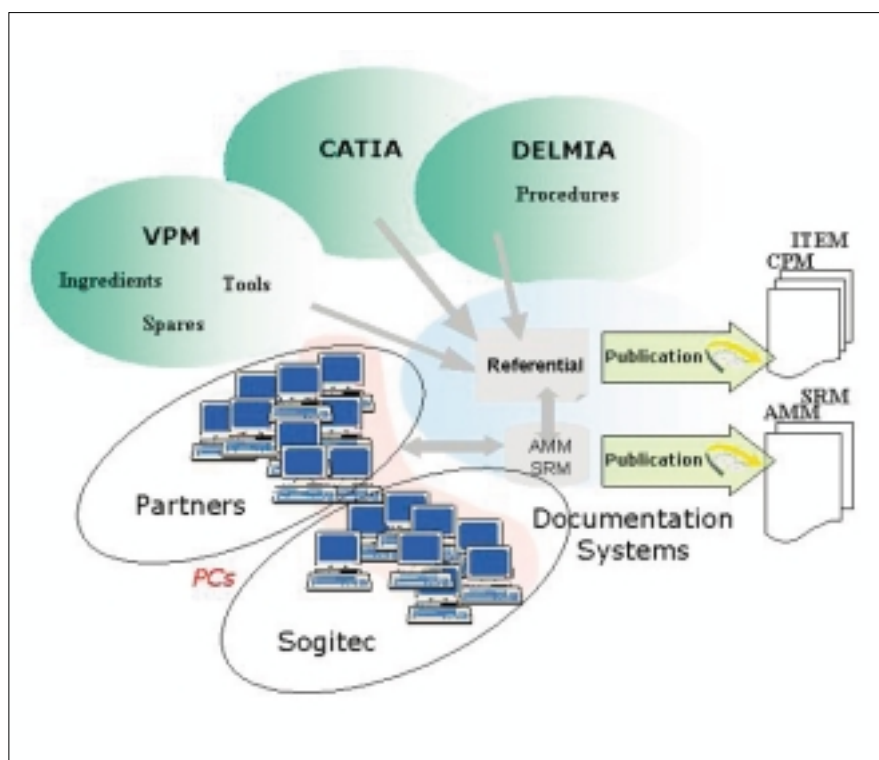 CATIA
DELMIA
Procedures
VPM
Ingredients
Tools
Spares
ITEM
CPM
Referential
Publication
SRM
AMM
AMM
SRM
Publication
Partners
Documentation
Systems
PCs
Sogitec